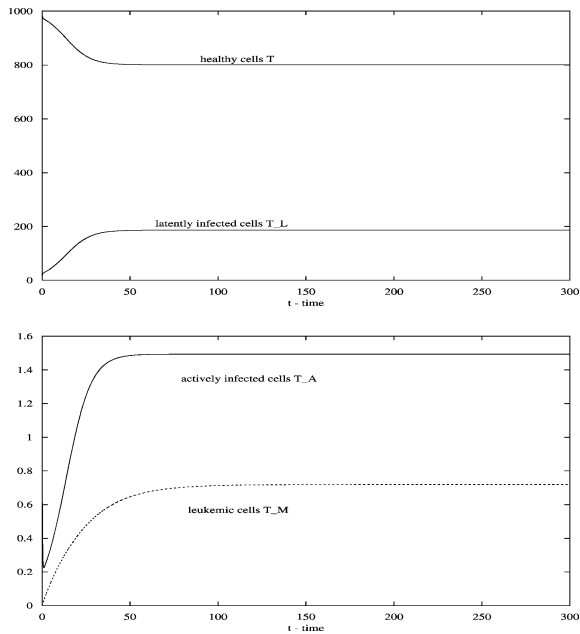 1000
healthy cells T
800
600
400
latently infected cells T_L
200
0
0 50 100 150 200 250 300
t - time
1.6
1.4
actively infected cells T_A
1.2
1
0.8
0.6
leukemic cells T_M
0.4
0.2
0
0 50 100 150 200 250 300
t - time